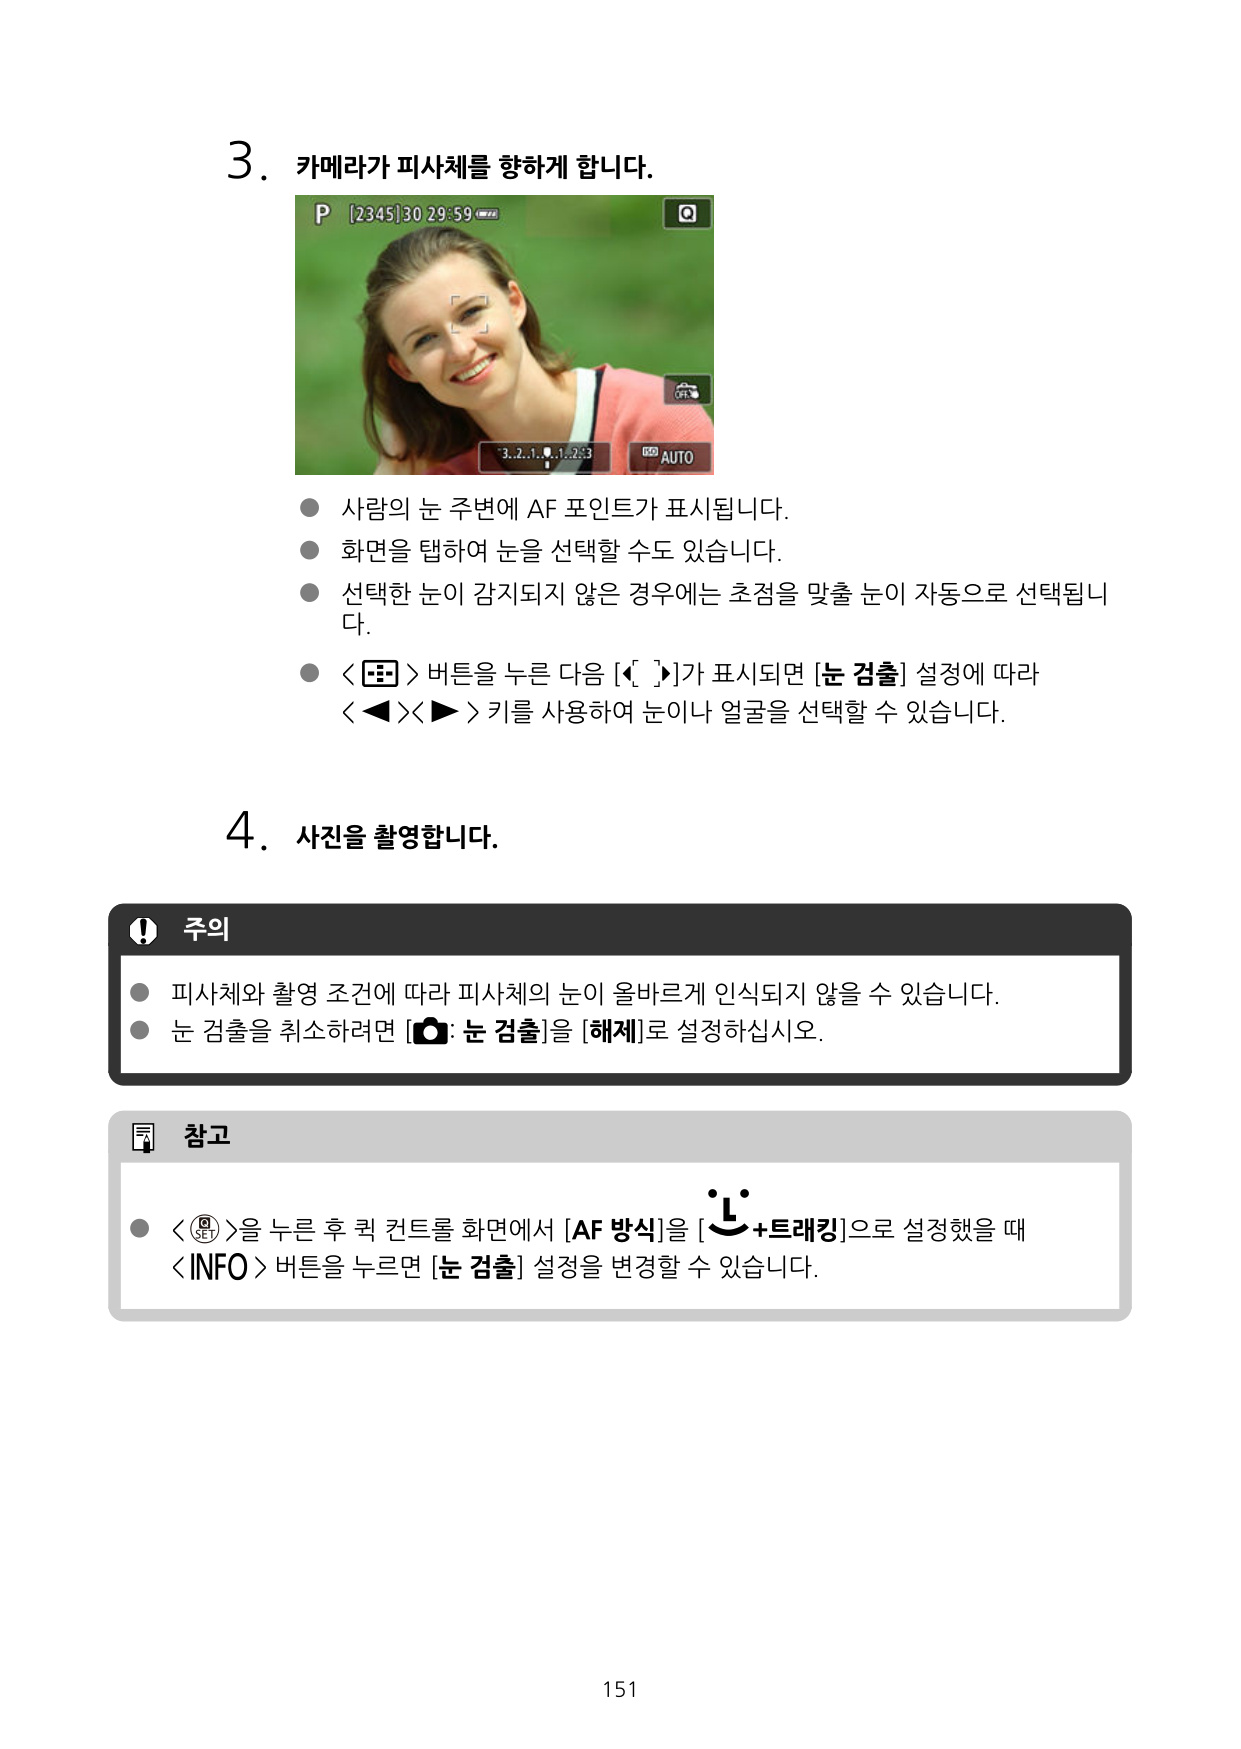 3. 카메라가 피사체를 향하게 합니다.
P [2345]30 29:59 Q
OFF
3..2..1..0..1..2..3 ISO AUTO
● 사람의 눈 주변에 AF 포인트가 표시됩니다.
● 화면을 탭하여 눈을 선택할 수도 있습니다.
● 선택한 눈이 감지되지 않은 경우에는 초점을 맞출 눈이 자동으로 선택됩니
다.
● < > 버튼을 누른 다음 [ ]가 표시되면 [눈 검출] 설정에 따라
<◀><▶> 키를 사용하여 눈이나 얼굴을 선택할 수 있습니다.
4. 사진을 촬영합니다.
주의
● 피사체와 촬영 조건에 따라 피사체의 눈이 올바르게 인식되지 않을 수 있습니다.
● 눈 검출을 취소하려면 [ : 눈 검출]을 [해제]로 설정하십시오.
참고
● <Q SET>을 누른 후 퀵 컨트롤 화면에서 [AF 방식]을 [ +트래킹]으로 설정했을 때
<INFO> 버튼을 누르면 [눈 검출] 설정을 변경할 수 있습니다.
151